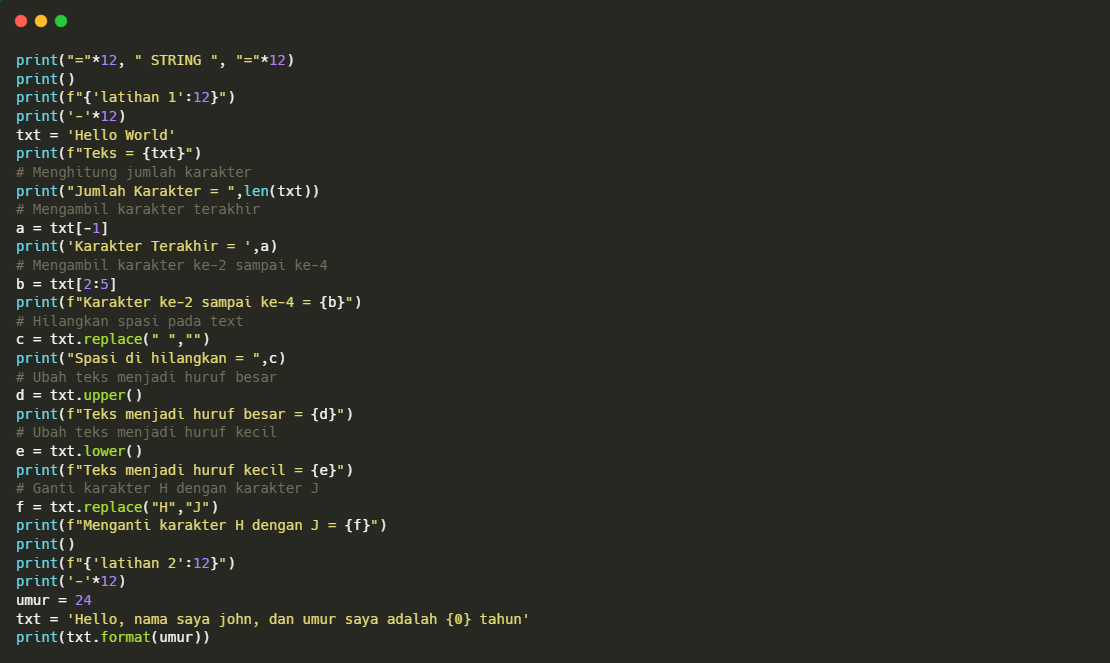 print("="*12, " STRING ", "="*12)
print()
print(f"{'latihan 1':12}")
print('-'*12)
txt = 'Hello World'
print(f"Teks = {txt}")
# Menghitung jumlah karakter
print("Jumlah Karakter = ",len(txt))
# Mengambil karakter terakhir
a = txt[-1]
print('Karakter Terakhir = ',a)
# Mengambil karakter ke-2 sampai ke-4
b = txt[2:5]
print(f"Karakter ke-2 sampai ke-4 = {b}")
# Hilangkan spasi pada text
c = txt.replace(" ","")
print("Spasi di hilangkan = ",c)
# Ubah teks menjadi huruf besar
d = txt.upper()
print(f"Teks menjadi huruf besar = {d}")
# Ubah teks menjadi huruf kecil
e = txt.lower()
print(f"Teks menjadi huruf kecil = {e}")
# Ganti karakter H dengan karakter J
f = txt.replace("H","J")
print(f"Menganti karakter H dengan J = {f}")
print()
print(f"{'latihan 2':12}")
print('-'*12)
umur = 24
txt = 'Hello, nama saya john, dan umur saya adalah {0} tahun'
print(txt.format(umur))